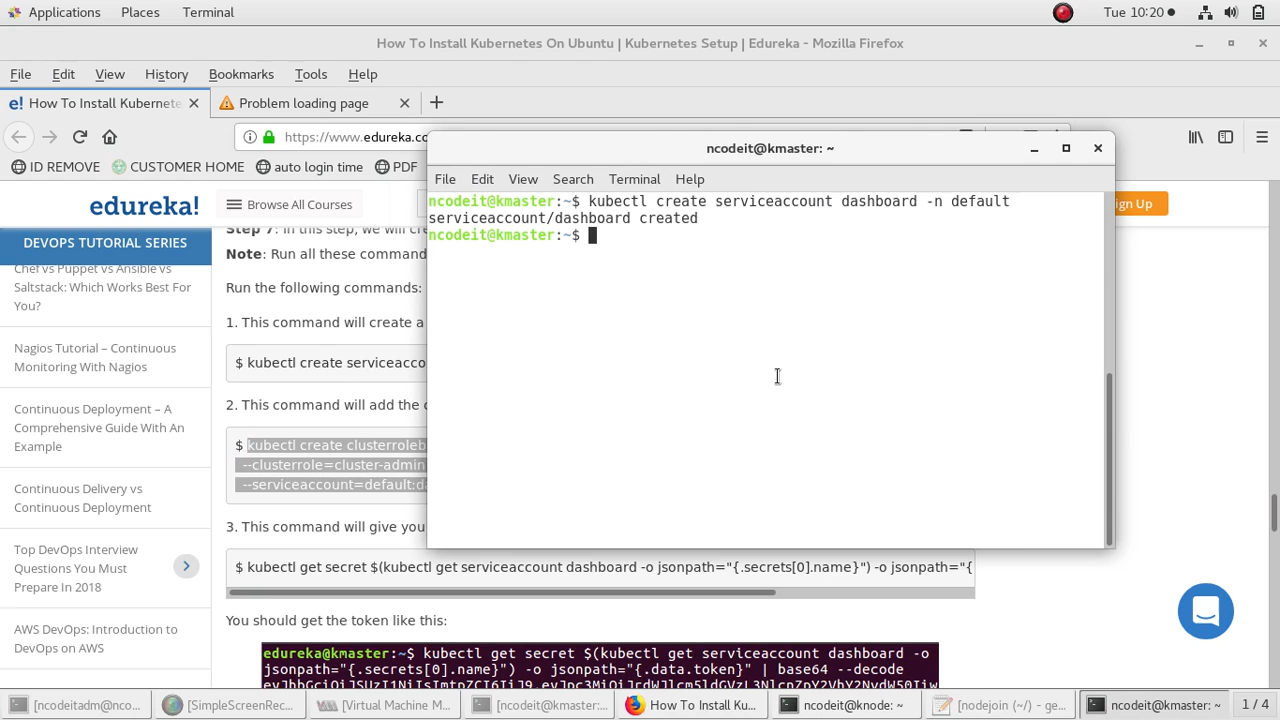 Applications Places Terminal Tue 10:20
How To Install Kubernetes On Ubuntu | Kubernetes Setup | Edureka - Mozilla Firefox
File Edit View History Bookmarks Tools Help
e! How To Install Kubernete Problem loading page
https://www.edureka.co
ID REMOVE CUSTOMER HOME auto login time PDF
edureka! Browse All Courses Sign Up
DEVOPS TUTORIAL SERIES
Chef vs Puppet vs Ansible vs
Saltstack: Which Works Best For
You?
Nagios Tutorial – Continuous
Monitoring With Nagios
Continuous Deployment – A
Comprehensive Guide With An
Example
Continuous Delivery vs
Continuous Deployment
Top DevOps Interview
Questions You Must
Prepare In 2018
AWS DevOps: Introduction to
DevOps on AWS
Step 7: In this step, we will cre
Note: Run all these command
Run the following commands:
1. This command will create a
$ kubectl create serviceacco
2. This command will add the c
$ kubectl create clusterroleb
--clusterrole=cluster-admin
--serviceaccount=default:da
3. This command will give you
$ kubectl get secret $(kubectl get serviceaccount dashboard -o jsonpath="{.secrets[0].name}") -o jsonpath="{
You should get the token like this:
edureka@kmaster:~$ kubectl get secret $(kubectl get serviceaccount dashboard -o
jsonpath="{.secrets[0].name}") -o jsonpath="{.data.token}" | base64 --decode
ncodeit@kmaster: ~
File Edit View Search Terminal Help
ncodeit@kmaster:~$ kubectl create serviceaccount dashboard -n default
serviceaccount/dashboard created
ncodeit@kmaster:~$
[ncodeitadm@nco... [SimpleScreenRec... [Virtual Machine M... [ncodeit@kmaster:... How To Install Ku... ncodeit@knode: ~ [nodejoin (~/) - ge... ncodeit@kmaster: ~ 1 / 4